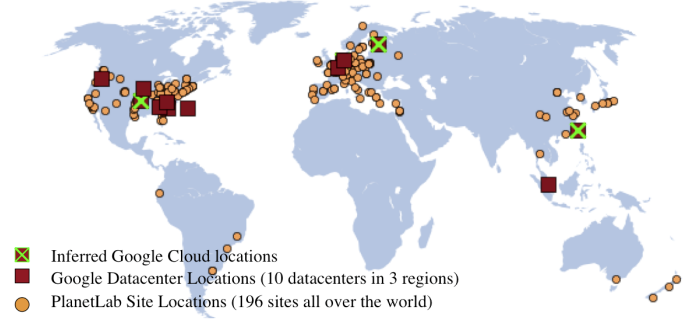 Inferred Google Cloud locations
Google Datacenter Locations (10 datacenters in 3 regions)
PlanetLab Site Locations (196 sites all over the world)